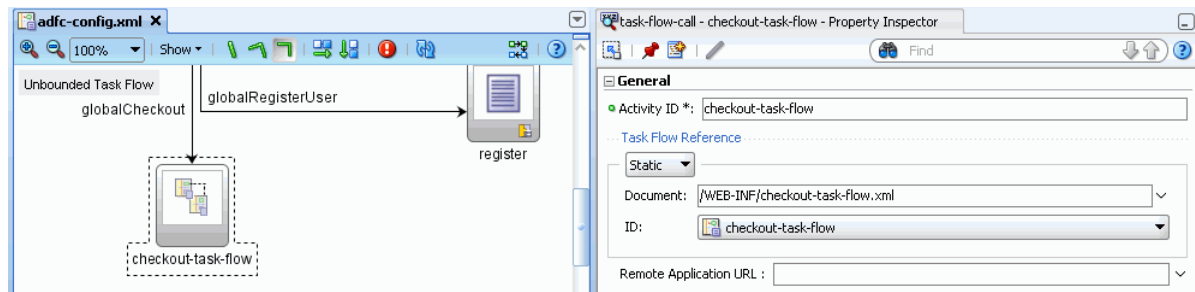 adfc-config.xml
100%
Show
Unbounded Task Flow
globalCheckout
globalRegisterUser
register
checkout-task-flow
task-flow-call - checkout-task-flow - Property Inspector
Find
General
Activity ID *: checkout-task-flow
Task Flow Reference
Static
Document: /WEB-INF/checkout-task-flow.xml
ID: checkout-task-flow
Remote Application URL :